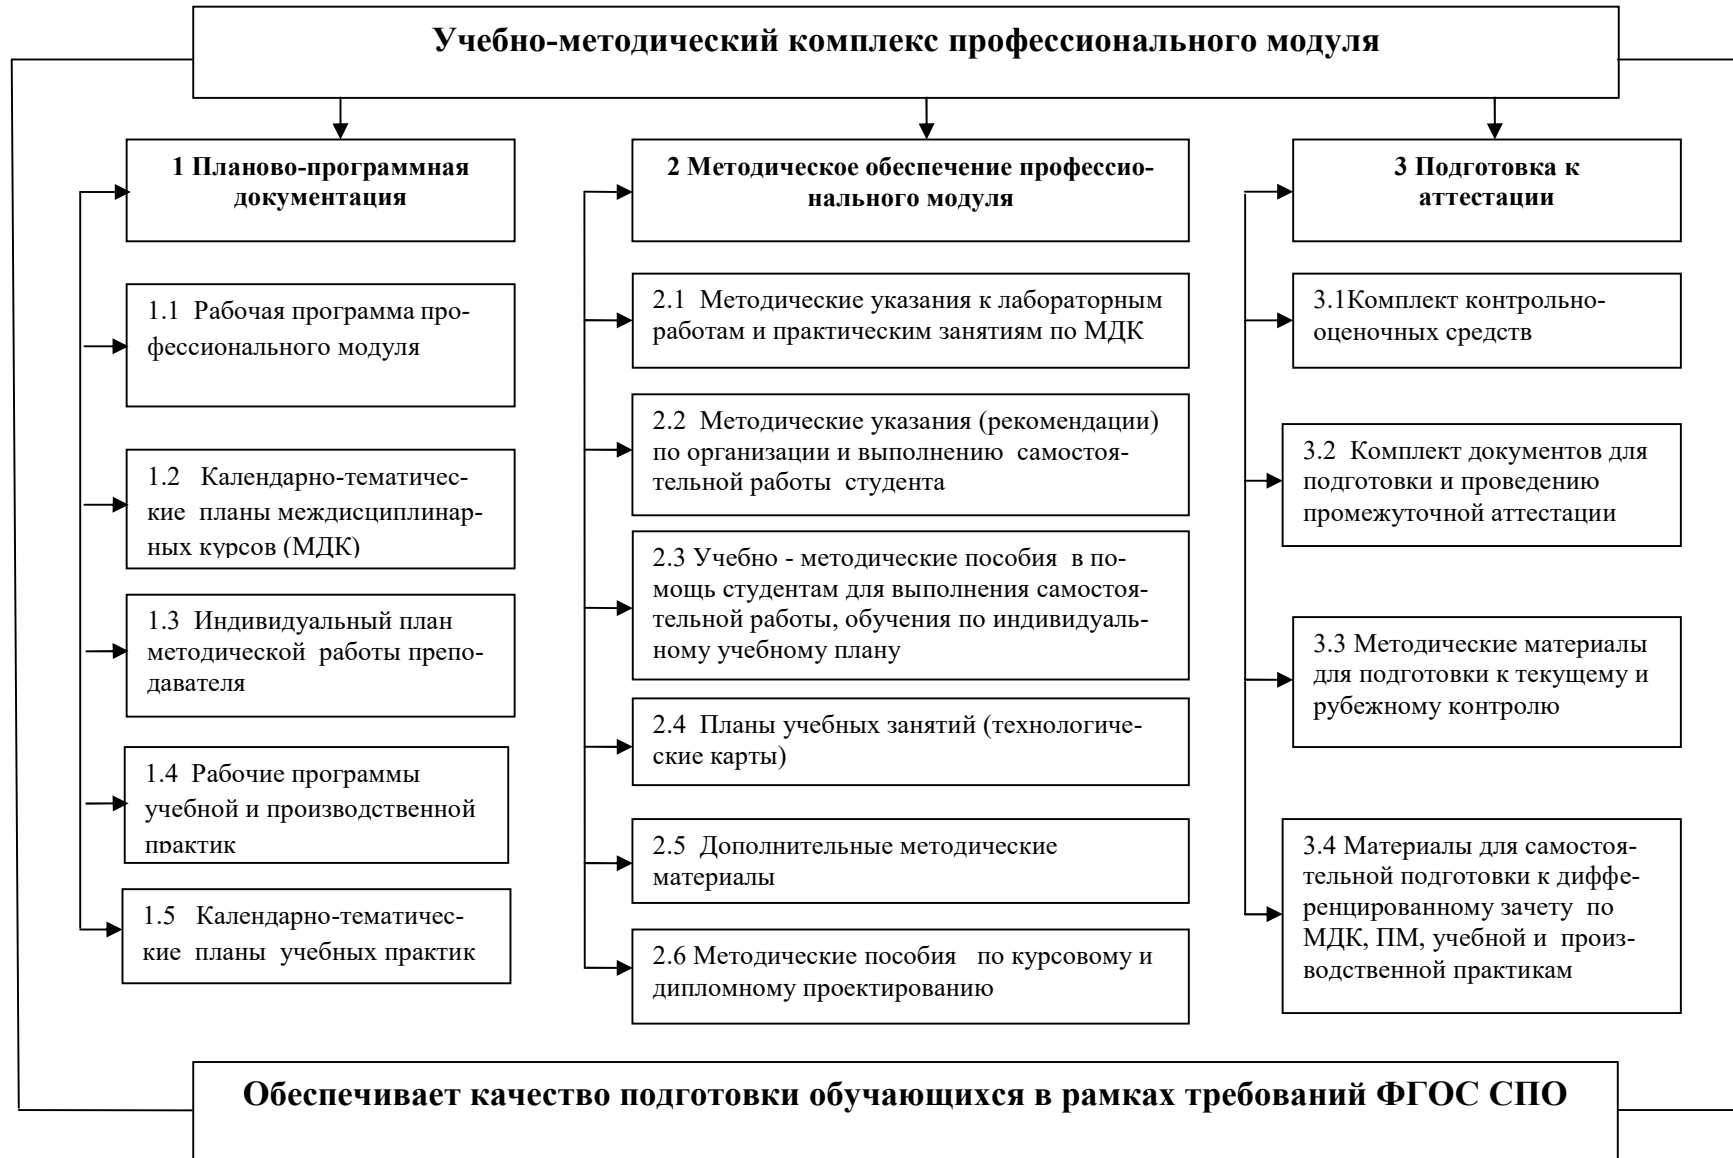 Учебно-методический комплекс профессионального модуля
1 Планово-программная
документация
1.1 Рабочая программа про-
фессионального модуля
1.2 Календарно-тематичес-
кие планы междисциплинар-
ных курсов (МДК)
1.3 Индивидуальный план
методической работы препо-
давателя
1.4 Рабочие программы
учебной и производственной
практик
1.5 Календарно-тематичес-
кие планы учебных практик
2 Методическое обеспечение профессио-
нального модуля
2.1 Методические указания к лабораторным
работам и практическим занятиям по МДК
2.2 Методические указания (рекомендации)
по организации и выполнению самостоя-
тельной работы студента
2.3 Учебно - методические пособия в по-
мощь студентам для выполнения самостоя-
тельной работы, обучения по индивидуаль-
ному учебному плану
2.4 Планы учебных занятий (технологиче-
ские карты)
2.5 Дополнительные методические
материалы
2.6 Методические пособия по курсовому и
дипломному проектированию
3 Подготовка к
аттестации
3.1Комплект контрольно-
оценочных средств
3.2 Комплект документов для
подготовки и проведению
промежуточной аттестации
3.3 Методические материалы
для подготовки к текущему и
рубежному контролю
3.4 Материалы для самостоя-
тельной подготовки к диффе-
ренцированному зачету по
МДК, ПМ, учебной и произ-
водственной практикам
Обеспечивает качество подготовки обучающихся в рамках требований ФГОС СПО